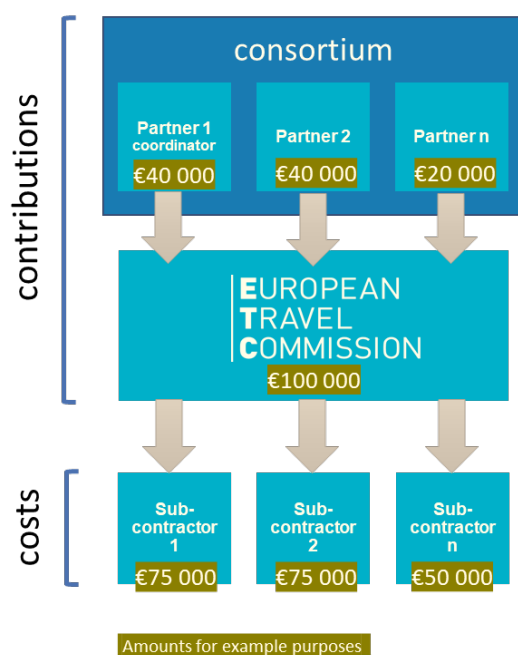 contributions
consortium
Partner 1
coordinator
€40 000
Partner 2
€40 000
Partner n
€20 000
EUROPEAN
TRAVEL
COMMISSION
€100 000
costs
Sub-
contractor
1
€75 000
Sub-
contractor
2
€75 000
Sub-
contractor
n
€50 000
Amounts for example purposes